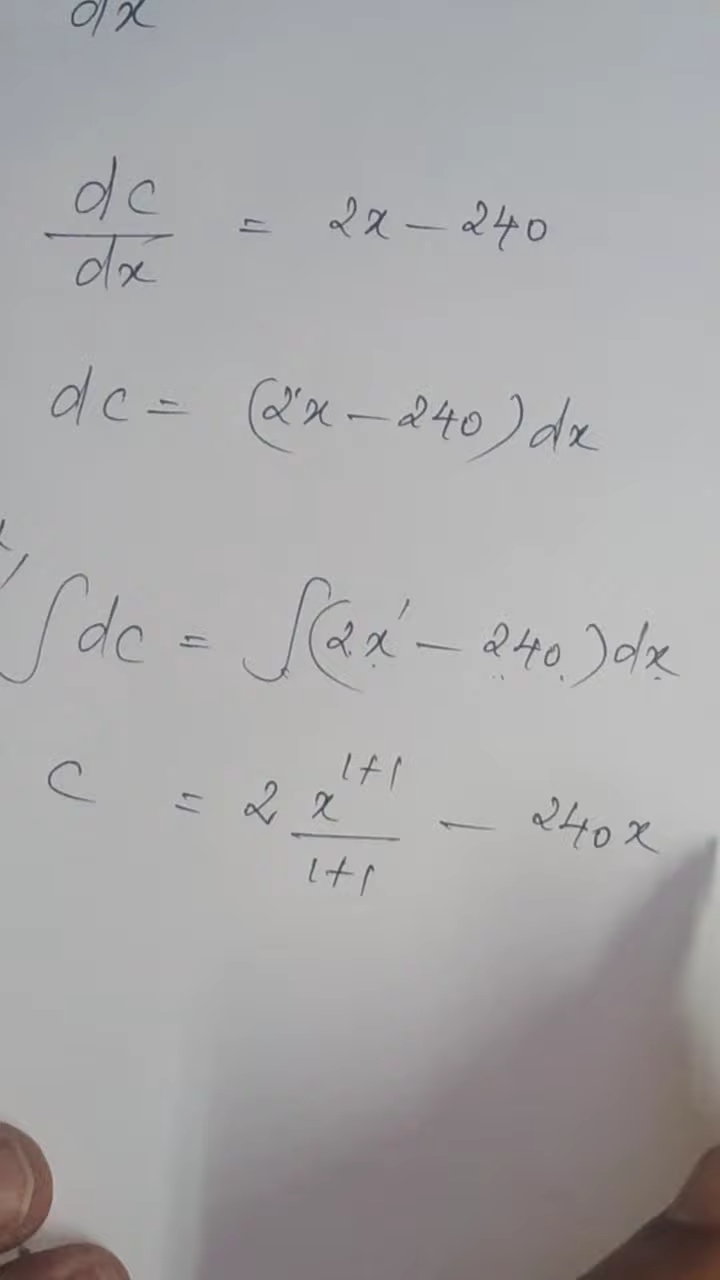 dx
dc/dx = 2x - 240
dc = (2x - 240) dx
∫dc = ∫(2x¹ - 240) dx
c = 2 x^(1+1)/(1+1) - 240x